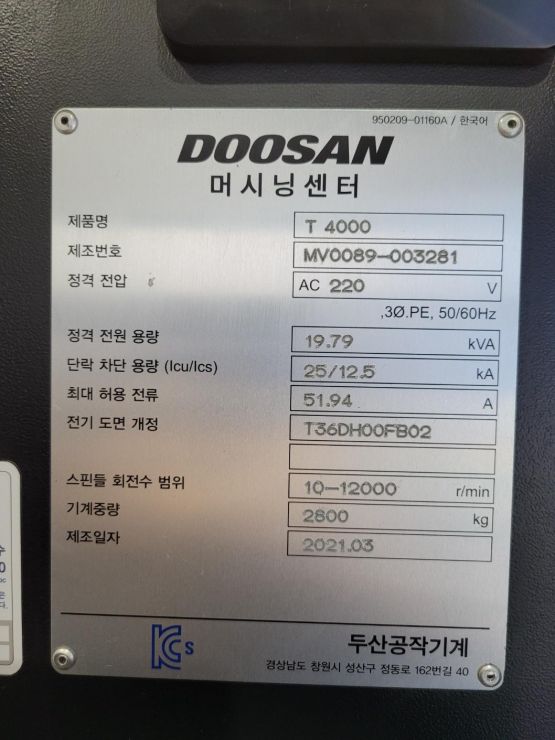 950209-01160A / 한국어
DOOSAN
머시닝센터
제품명 T 4000
제조번호 MV0089-003281
정격 전압 AC 220 V
,3Ø.PE, 50/60Hz
정격 전원 용량 19.79 kVA
단락 차단 용량 (Icu/Ics) 25/12.5 kA
최대 허용 전류 51.94 A
전기 도면 개정 T36DH00FB02
스핀들 회전수 범위 10-12000 r/min
기계중량 2800 kg
제조일자 2021.03
KCs
두산공작기계
경상남도 창원시 성산구 정동로 162번길 40
수
0
은
다.